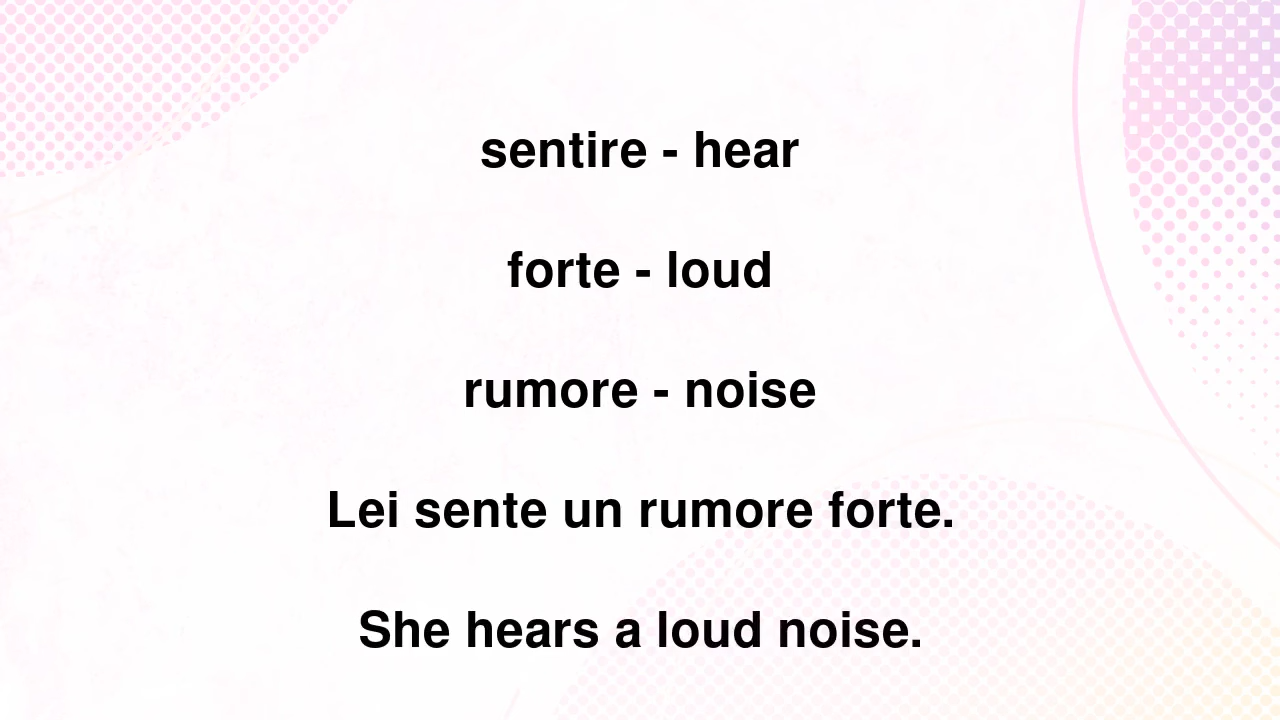 sentire - hear
forte - loud
rumore - noise
Lei sente un rumore forte.
She hears a loud noise.